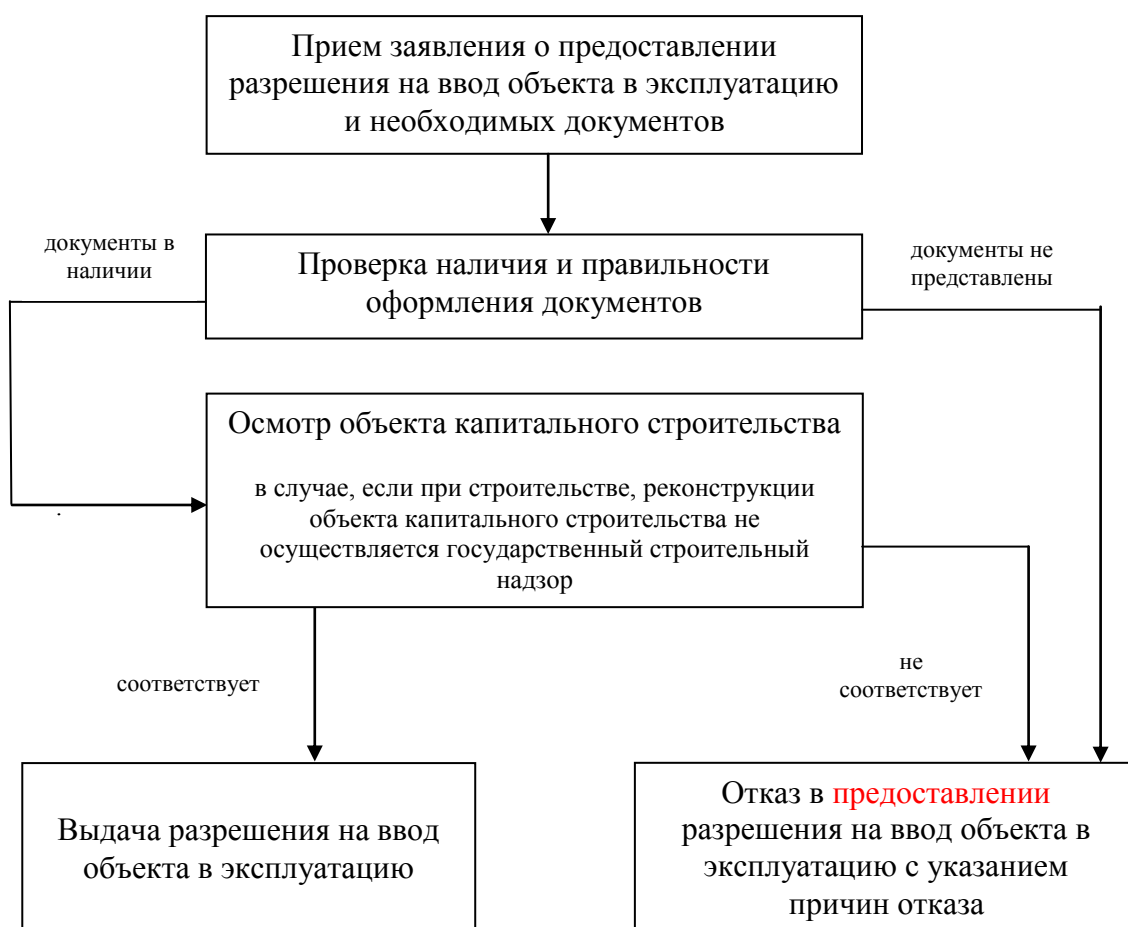 Прием заявления о предоставлении
разрешения на ввод объекта в эксплуатацию
и необходимых документов
документы в
наличии
Проверка наличия и правильности
оформления документов
документы не
представлены
Осмотр объекта капитального строительства
в случае, если при строительстве, реконструкции
объекта капитального строительства не
осуществляется государственный строительный
надзор
.
соответствует
не
соответствует
Выдача разрешения на ввод
объекта в эксплуатацию
Отказ в предоставлении
разрешения на ввод объекта в
эксплуатацию с указанием
причин отказа